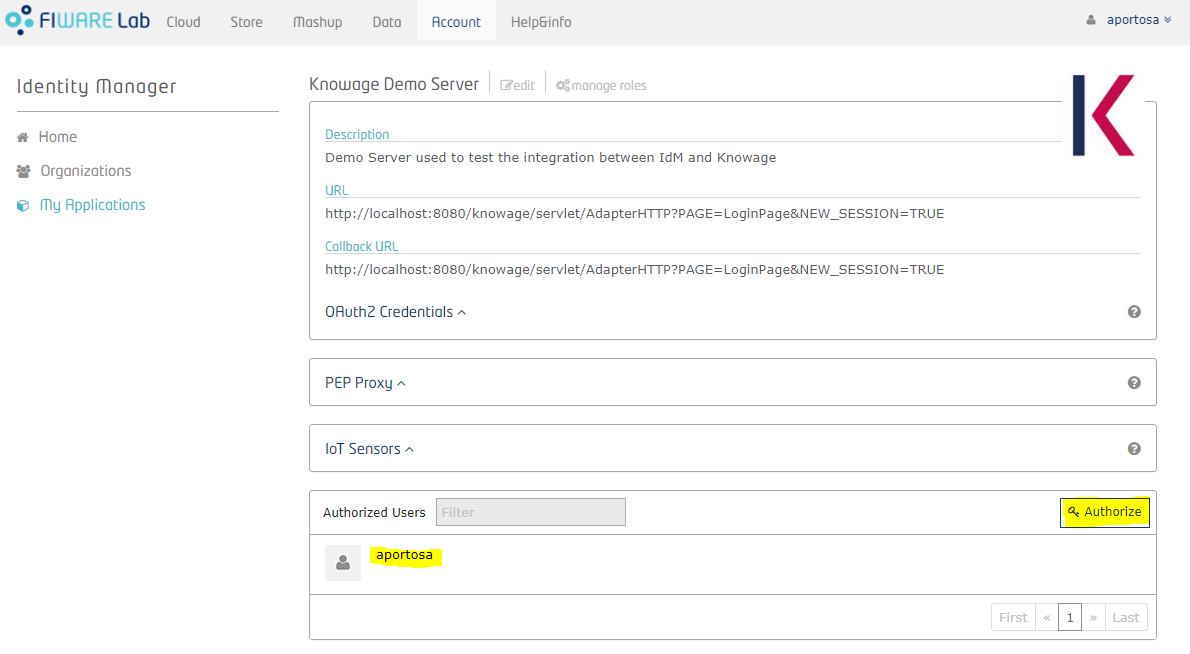 FIWARE Lab Cloud Store Mashup Data Account Help&info aportosa
Identity Manager
Home
Organizations
My Applications
Knowage Demo Server edit manage roles
Description
Demo Server used to test the integration between IdM and Knowage
URL
http://localhost:8080/knowage/servlet/AdapterHTTP?PAGE=LoginPage&NEW_SESSION=TRUE
Callback URL
http://localhost:8080/knowage/servlet/AdapterHTTP?PAGE=LoginPage&NEW_SESSION=TRUE
OAuth2 Credentials
PEP Proxy
IoT Sensors
Authorized Users Filter Authorize
aportosa
First « 1 » Last